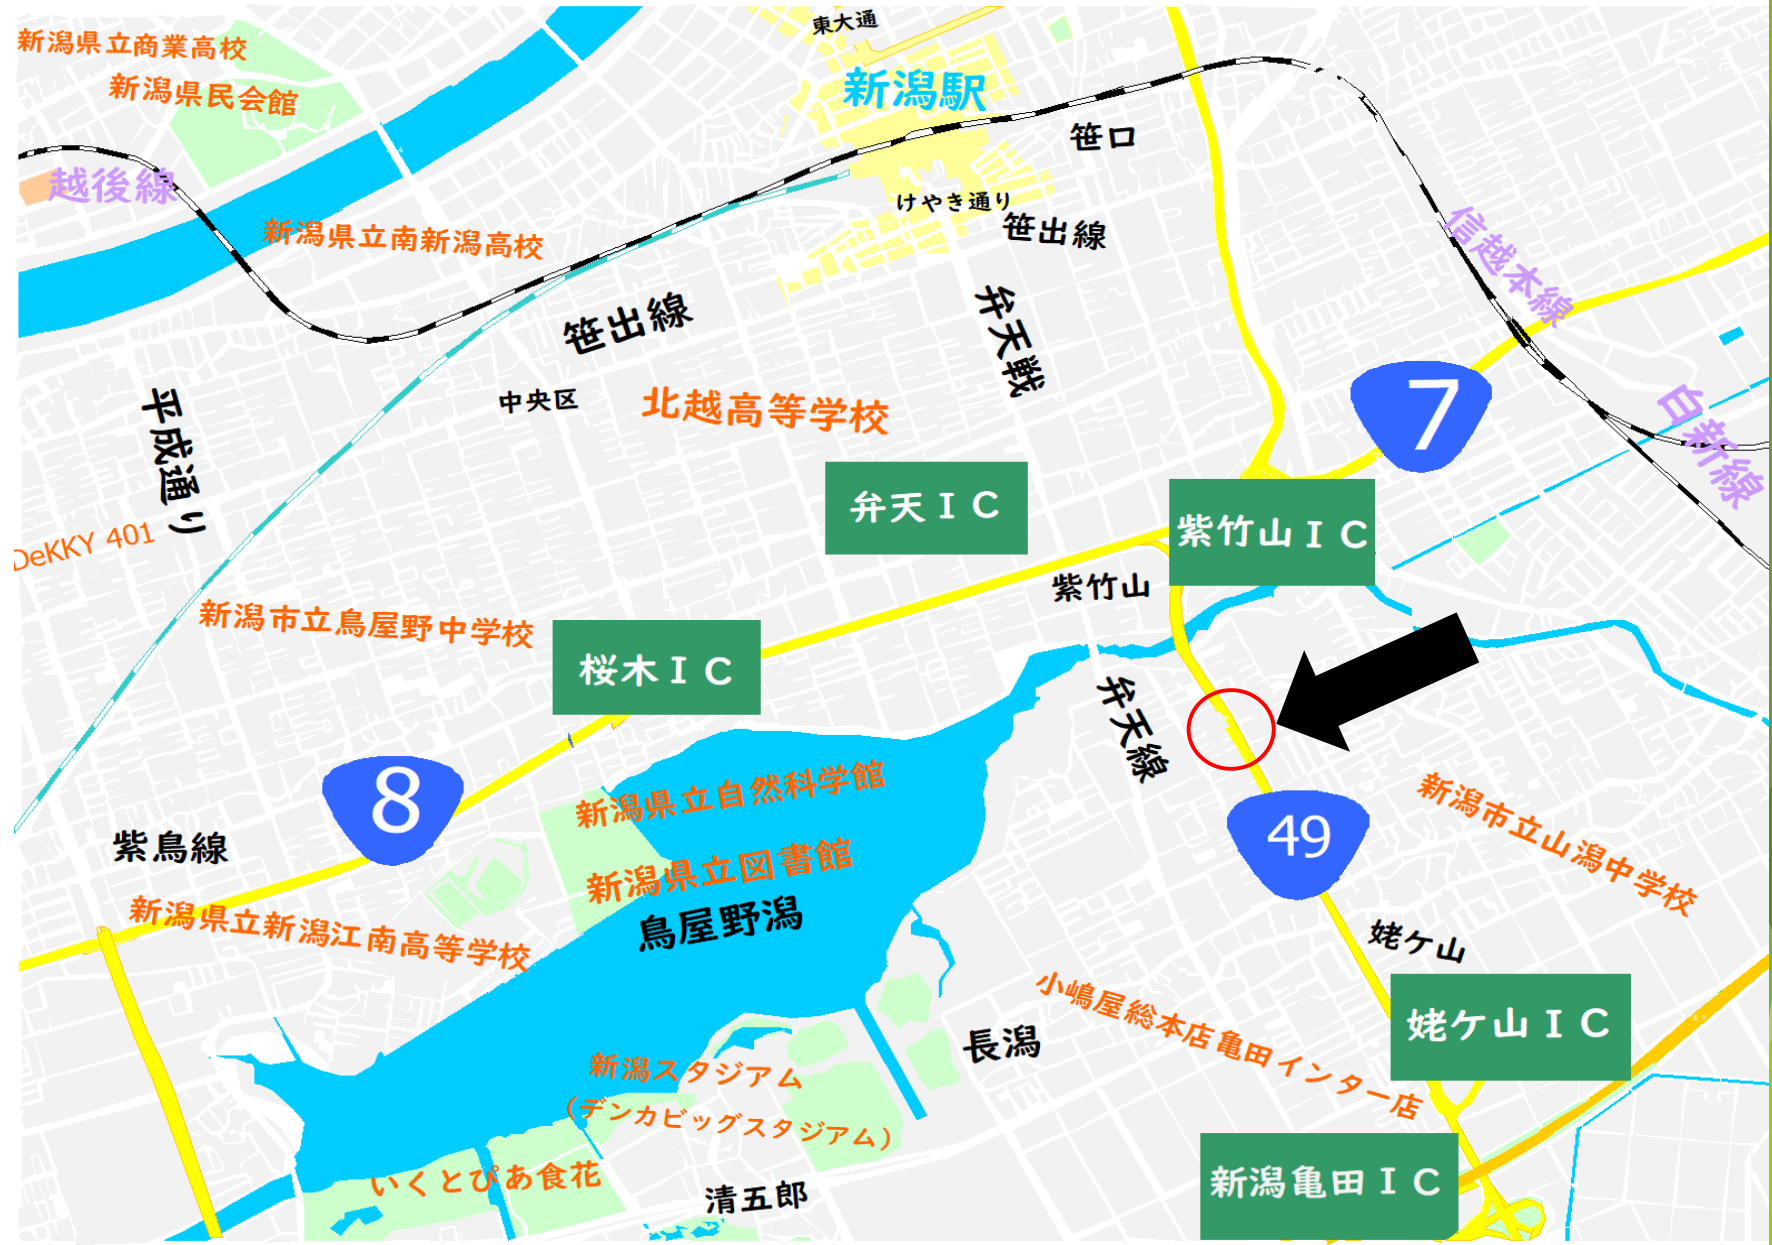 東大通
新潟県立商業高校
新潟駅
新潟県民会館
笹口
越後線
けやき通り
新潟県立南新潟高校
笹出線
信越本線
笹出線
弁天戦
平成通り
中央区
北越高等学校
7
白新線
弁天IC
紫竹山IC
DeKKY 401
紫竹山
新潟市立鳥屋野中学校
桜木IC
弁天線
8
新潟県立自然科学館
49
新潟市立山潟中学校
紫鳥線
新潟県立図書館
新潟県立新潟江南高等学校
鳥屋野潟
姥ケ山
小嶋屋総本店亀田インター店
姥ケ山IC
長潟
新潟スタジアム
(デンカビッグスタジアム)
いくとぴあ食花
清五郎
新潟亀田IC